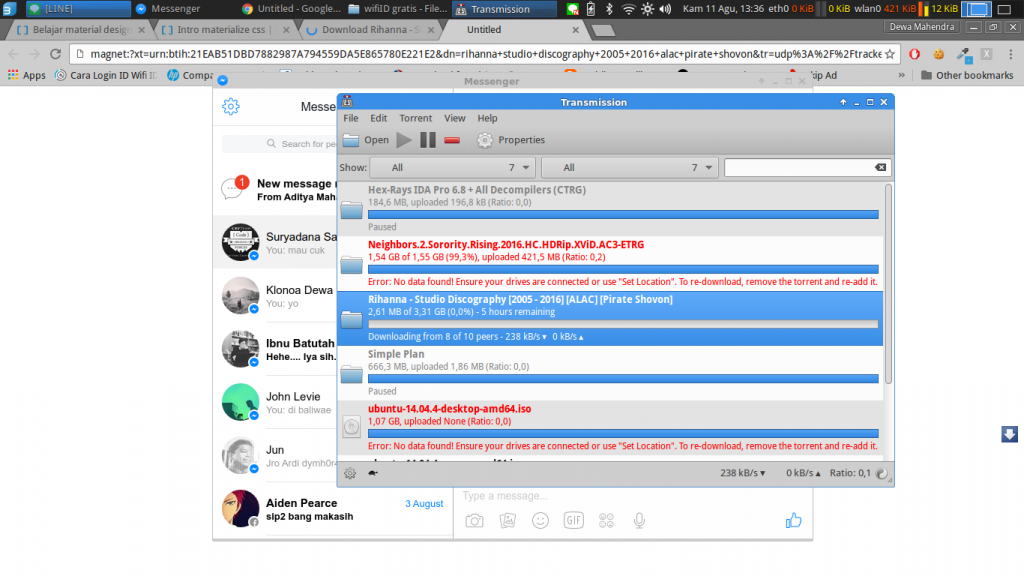 [LINE] Messenger Untitled - Google... wifiID gratis - File... Transmission Kam 11 Agu, 13:36 eth0 0 KiB 0 KiB wlan0 421 KiB 12 KiB
Belajar material design Intro materialize css Download Rihanna - S Untitled Dewa Mahendra
magnet:?xt=urn:btih:21EAB51DBD7882987A794559DA5E865780E221E2&dn=rihanna+studio+discography+2005+2016+alac+pirate+shovon&tr=udp%3A%2F%2Ftracke
Apps Cara Login ID Wifi ID Compa ip Ad » Other bookmarks
Messenger
Transmission
Messe
File Edit Torrent View Help
Open Properties
Search for pe
Show: All 7 All 7
1 New message
From Aditya Mah
Hex-Rays IDA Pro 6.8 + All Decompilers (CTRG)
184,6 MB, uploaded 196,8 kB (Ratio: 0,0)
Paused
Suryadana Sa
You: mau cuk
Neighbors.2.Sorority.Rising.2016.HC.HDRip.XViD.AC3-ETRG
1,54 GB of 1,55 GB (99,3%), uploaded 421,5 MB (Ratio: 0,2)
Error: No data found! Ensure your drives are connected or use "Set Location". To re-download, remove the torrent and re-add it.
Klonoa Dewa
You: yo
Rihanna - Studio Discography [2005 - 2016] [ALAC] [Pirate Shovon]
2,61 MB of 3,31 GB (0,0%) - 5 hours remaining
Downloading from 8 of 10 peers - 238 kB/s▾ 0 kB/s▴
Ibnu Batutah
Hehe.... Iya sih.
Simple Plan
666,3 MB, uploaded 1,86 MB (Ratio: 0,0)
Paused
John Levie
You: di baliwae
ubuntu-14.04.4-desktop-amd64.iso
1,07 GB, uploaded None (Ratio: 0,0)
Error: No data found! Ensure your drives are connected or use "Set Location". To re-download, remove the torrent and re-add it.
Jun
Jro Ardi dymh0r
238 kB/s▾ 0 kB/s▴ Ratio: 0,1
Aiden Pearce 3 August
slp2 bang makasih
Type a message...
GIF